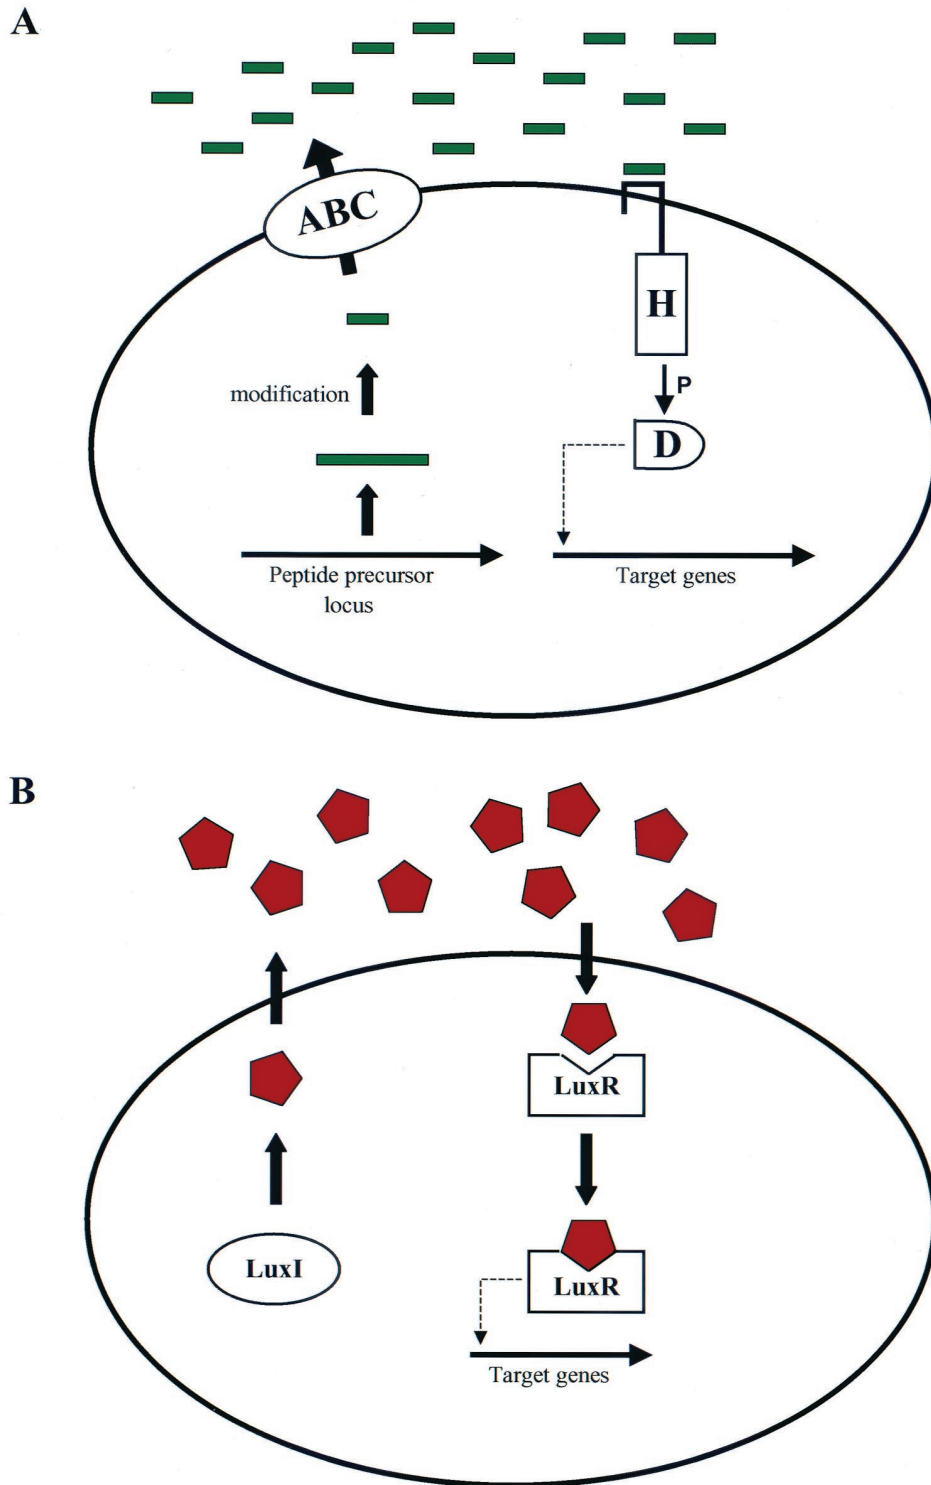 A
ABC
H
modification
P
D
Peptide precursor
locus
Target genes
B
LuxR
LuxI
LuxR
Target genes